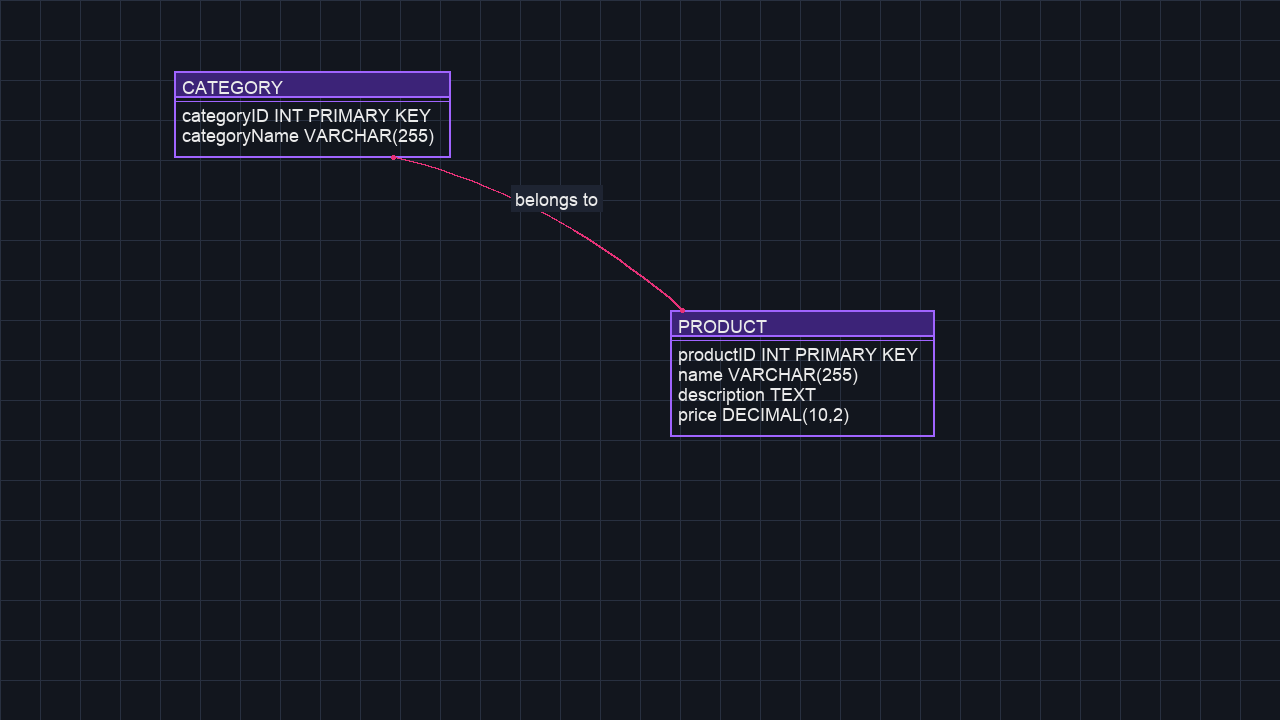 CATEGORY
categoryID INT PRIMARY KEY
categoryName VARCHAR(255)
belongs to
PRODUCT
productID INT PRIMARY KEY
name VARCHAR(255)
description TEXT
price DECIMAL(10,2)